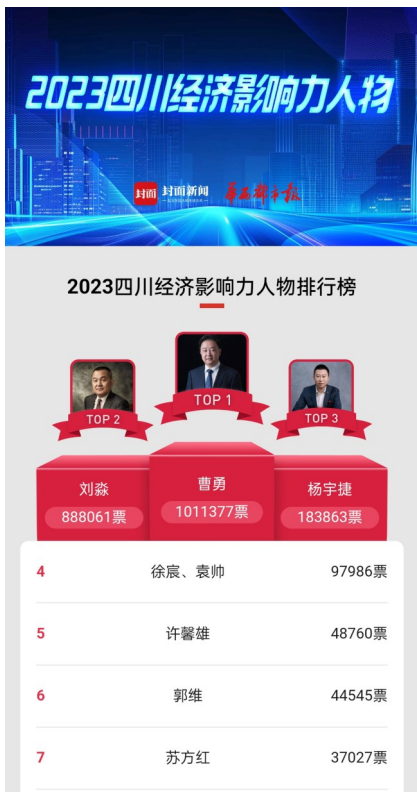 2023四川经济影响力人物
封面 封面新闻 华西都市报
2023四川经济影响力人物排行榜
TOP 2
TOP 1
TOP 3
刘淼
曹勇
杨宇捷
888061票
1011377票
183863票
4 徐宸、袁帅 97986票
5 许馨雄 48760票
6 郭维 44545票
7 苏方红 37027票